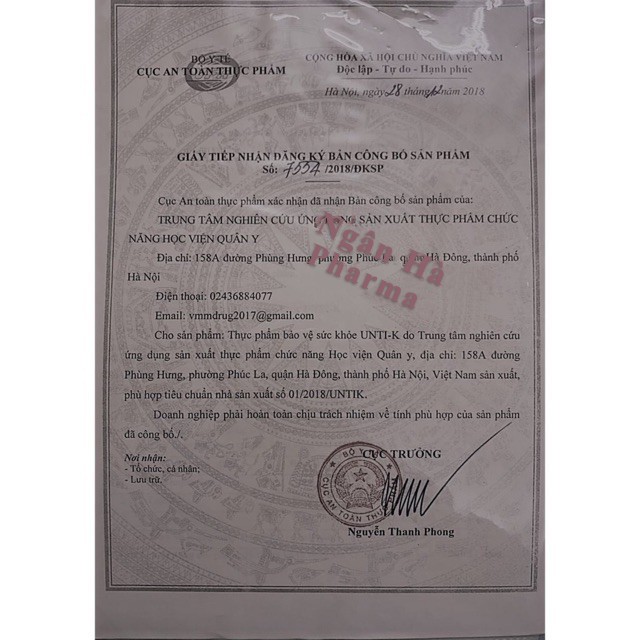 BỘ Y TẾ
CỤC AN TOÀN THỰC PHẨM
CỘNG HÒA XÃ HỘI CHỦ NGHĨA VIỆT NAM
Độc lập - Tự do - Hạnh phúc
Hà Nội, ngày 28 tháng 12 năm 2018
GIẤY TIẾP NHẬN ĐĂNG KÝ BẢN CÔNG BỐ SẢN PHẨM
Số: 7554 /2018/ĐKSP
Cục An toàn thực phẩm xác nhận đã nhận Bản công bố sản phẩm của:
TRUNG TÂM NGHIÊN CỨU ỨNG DỤNG SẢN XUẤT THỰC PHẨM CHỨC
NĂNG HỌC VIỆN QUÂN Y
Địa chỉ: 158A đường Phùng Hưng, phường Phúc La, quận Hà Đông, thành phố
Hà Nội
Điện thoại: 02436884077
Email: vmmdrug2017@gmail.com
Cho sản phẩm: Thực phẩm bảo vệ sức khỏe UNTI-K do Trung tâm nghiên cứu
ứng dụng sản xuất thực phẩm chức năng Học viện Quân y, địa chỉ: 158A đường
Phùng Hưng, phường Phúc La, quận Hà Đông, thành phố Hà Nội, Việt Nam sản xuất,
phù hợp tiêu chuẩn nhà sản xuất số 01/2018/UNTIK.
Doanh nghiệp phải hoàn toàn chịu trách nhiệm về tính phù hợp của sản phẩm
đã công bố./.
Nơi nhận:
- Tổ chức, cá nhân;
- Lưu trữ.
CỤC TRƯỞNG
BỘ Y TẾ
CỤC AN TOÀN THỰC
Nguyễn Thanh Phong
Ngân Hà
Pharma